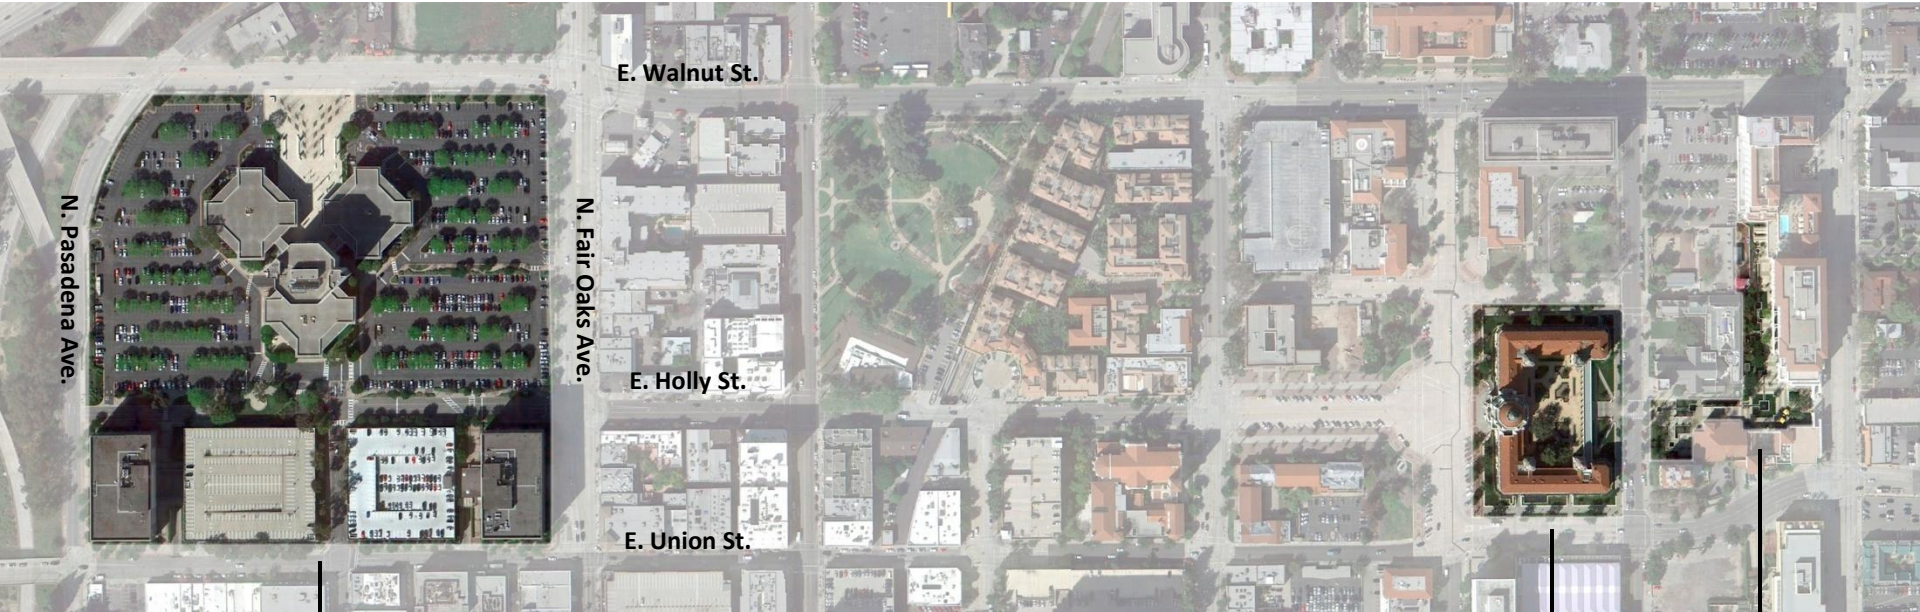 E. Walnut St.
N. Pasadena Ave.
N. Fair Oaks Ave.
E. Holly St.
E. Union St.